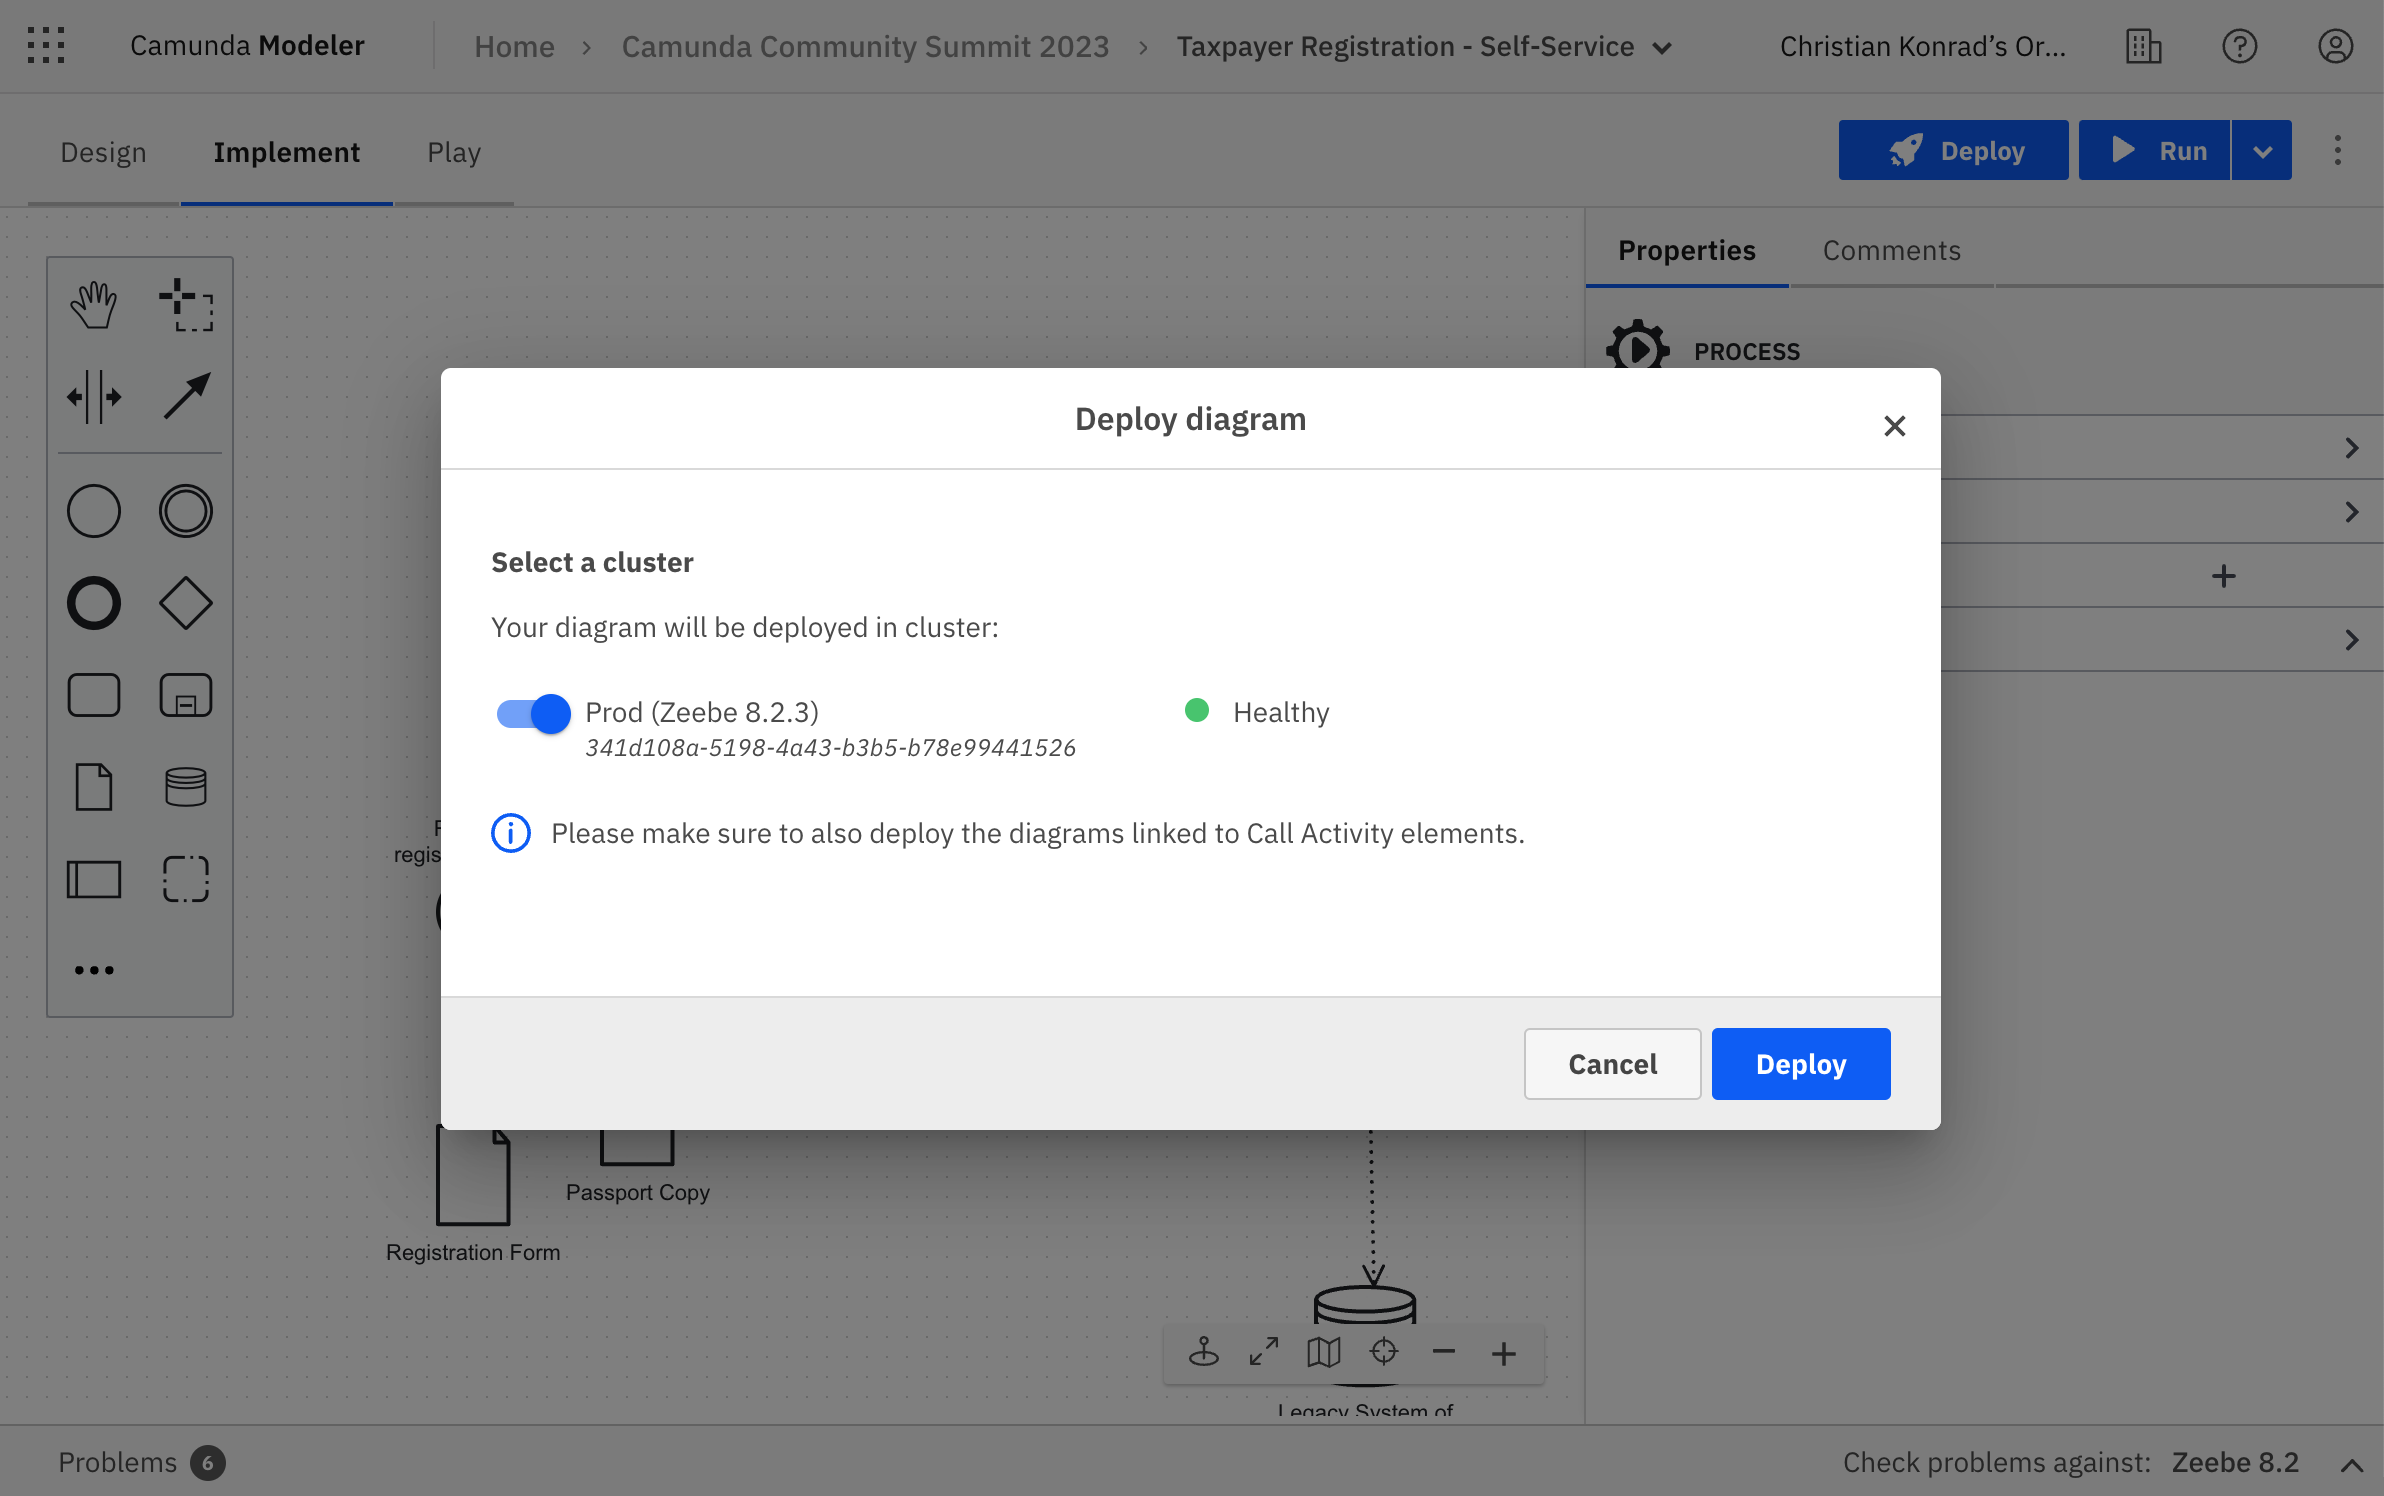 Camunda Modeler
Home
Camunda Community Summit 2023
Taxpayer Registration - Self-Service
Christian Konrad's Or...
Design
Implement
Play
Deploy
Run
Properties
Comments
PROCESS
Deploy diagram
Select a cluster
Your diagram will be deployed in cluster:
Prod (Zeebe 8.2.3)
341d108a-5198-4a43-b3b5-b78e99441526
Healthy
Please make sure to also deploy the diagrams linked to Call Activity elements.
Cancel
Deploy
Passport Copy
Registration Form
Legacy System of
Problems 6
Check problems against: Zeebe 8.2